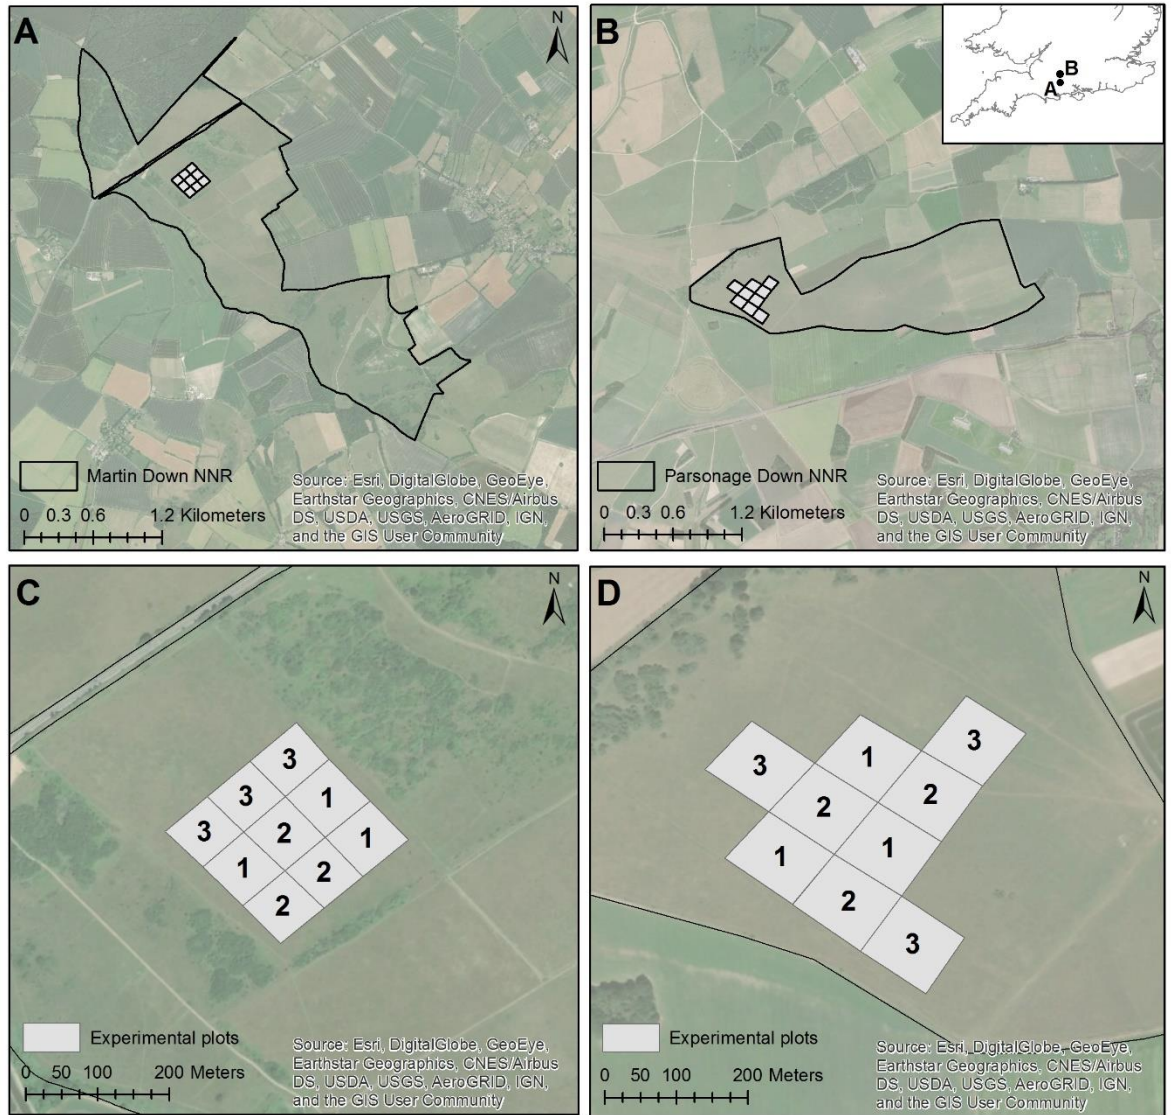 A
N
Martin Down NNR
0 0.3 0.6 1.2 Kilometers
Source: Esri, DigitalGlobe, GeoEye,
Earthstar Geographics, CNES/Airbus
DS, USDA, USGS, AeroGRID, IGN,
and the GIS User Community
B
B
A
Parsonage Down NNR
0 0.3 0.6 1.2 Kilometers
Source: Esri, DigitalGlobe, GeoEye,
Earthstar Geographics, CNES/Airbus
DS, USDA, USGS, AeroGRID, IGN,
and the GIS User Community
C
N
3
3 1
3 2 1
1 2
2
Experimental plots
0 50 100 200 Meters
Source: Esri, DigitalGlobe, GeoEye,
Earthstar Geographics, CNES/Airbus
DS, USDA, USGS, AeroGRID, IGN,
and the GIS User Community
D
N
3
3 1
2 2
1 1
2
3
Experimental plots
0 50 100 200 Meters
Source: Esri, DigitalGlobe, GeoEye,
Earthstar Geographics, CNES/Airbus
DS, USDA, USGS, AeroGRID, IGN,
and the GIS User Community